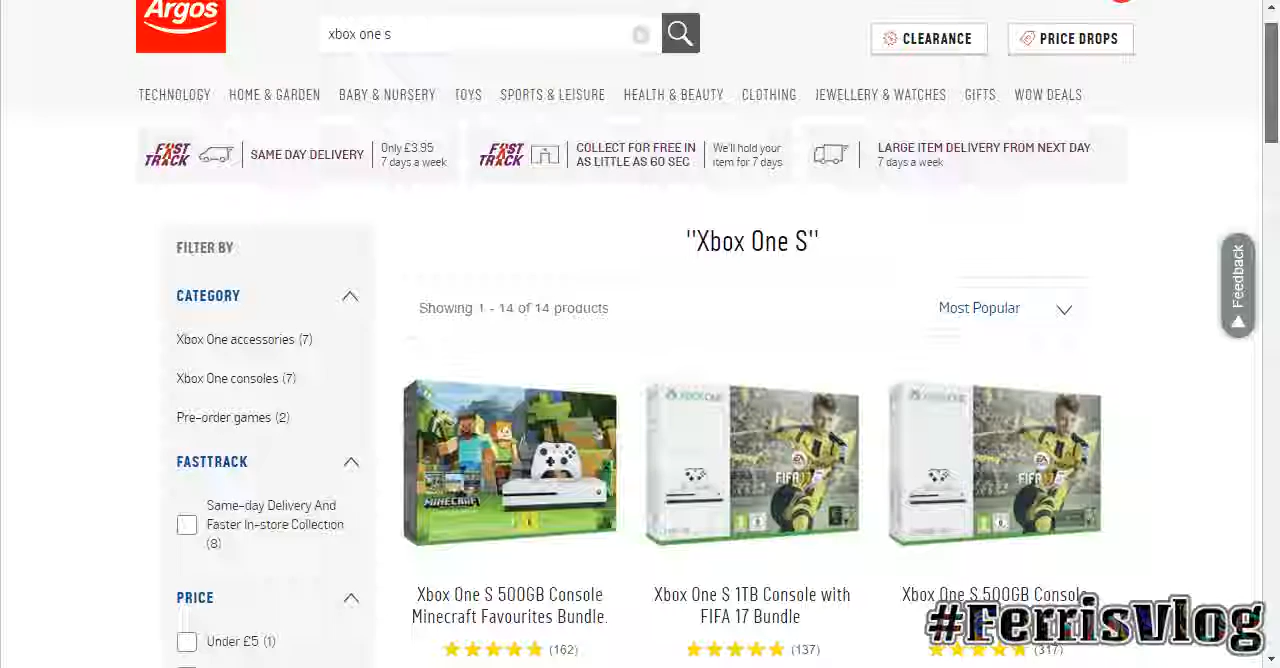 Argos
xbox one s
CLEARANCE
PRICE DROPS
TECHNOLOGY HOME & GARDEN BABY & NURSERY TOYS SPORTS & LEISURE HEALTH & BEAUTY CLOTHING JEWELLERY & WATCHES GIFTS WOW DEALS
FAST TRACK
SAME DAY DELIVERY
Only £3.95
7 days a week
FAST TRACK
COLLECT FOR FREE IN
AS LITTLE AS 60 SEC
We'll hold your
item for 7 days
LARGE ITEM DELIVERY FROM NEXT DAY
7 days a week
Feedback
FILTER BY
CATEGORY
Xbox One accessories (7)
Xbox One consoles (7)
Pre-order games (2)
FASTTRACK
Same-day Delivery And
Faster In-store Collection
(8)
PRICE
Under £5 (1)
"Xbox One S"
Showing 1 - 14 of 14 products
Most Popular
MINECRAFT
XBOX ONE
EA
FIFA 17
XBOX ONE
EA
FIFA 17
Xbox One S 500GB Console
Minecraft Favourites Bundle.
(162)
Xbox One S 1TB Console with
FIFA 17 Bundle
(137)
Xbox One S 500GB Console
(317)
#FerrisVlog